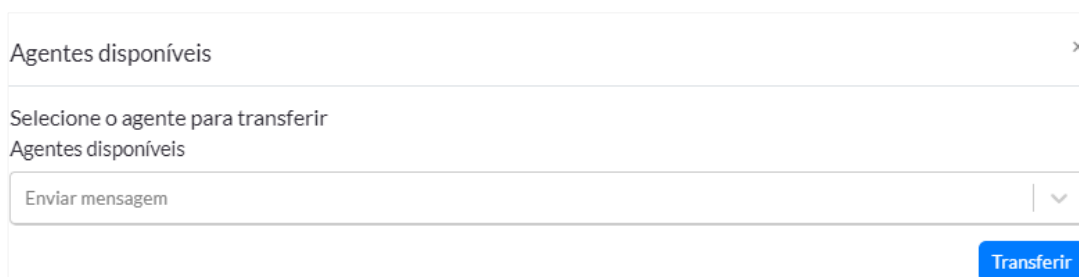 Agentes disponíveis
Selecione o agente para transferir
Agentes disponíveis
Enviar mensagem
Transferir